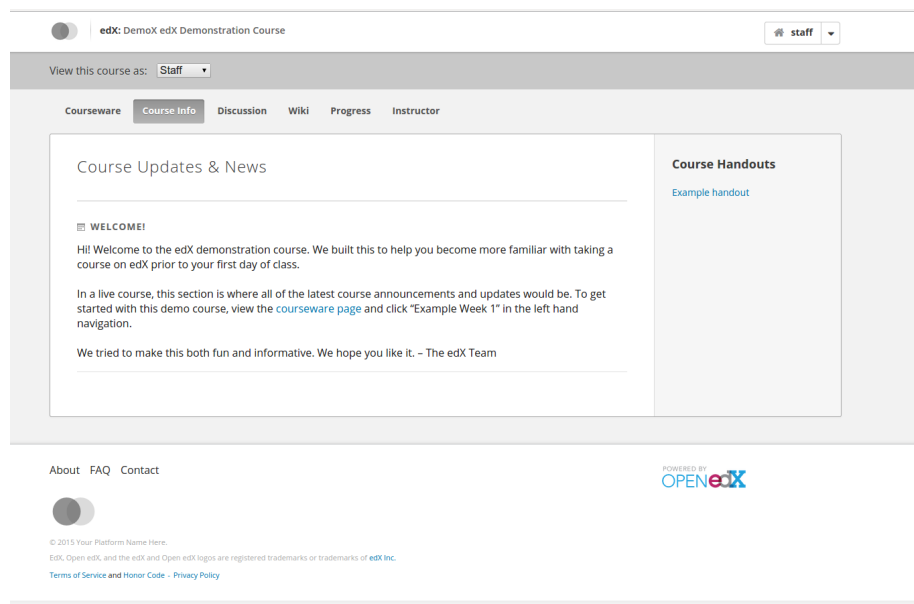 edX: DemoX edX Demonstration Course
staff
View this course as: Staff
Courseware Course Info Discussion Wiki Progress Instructor
Course Updates & News
WELCOME!
Hi! Welcome to the edX demonstration course. We built this to help you become more familiar with taking a
course on edX prior to your first day of class.
In a live course, this section is where all of the latest course announcements and updates would be. To get
started with this demo course, view the courseware page and click “Example Week 1” in the left hand
navigation.
We tried to make this both fun and informative. We hope you like it. – The edX Team
Course Handouts
Example handout
About FAQ Contact
POWERED BY
OPEN edX
© 2015 Your Platform Name Here.
EdX, Open edX, and the edX and Open edX logos are registered trademarks or trademarks of edX Inc.
Terms of Service and Honor Code - Privacy Policy